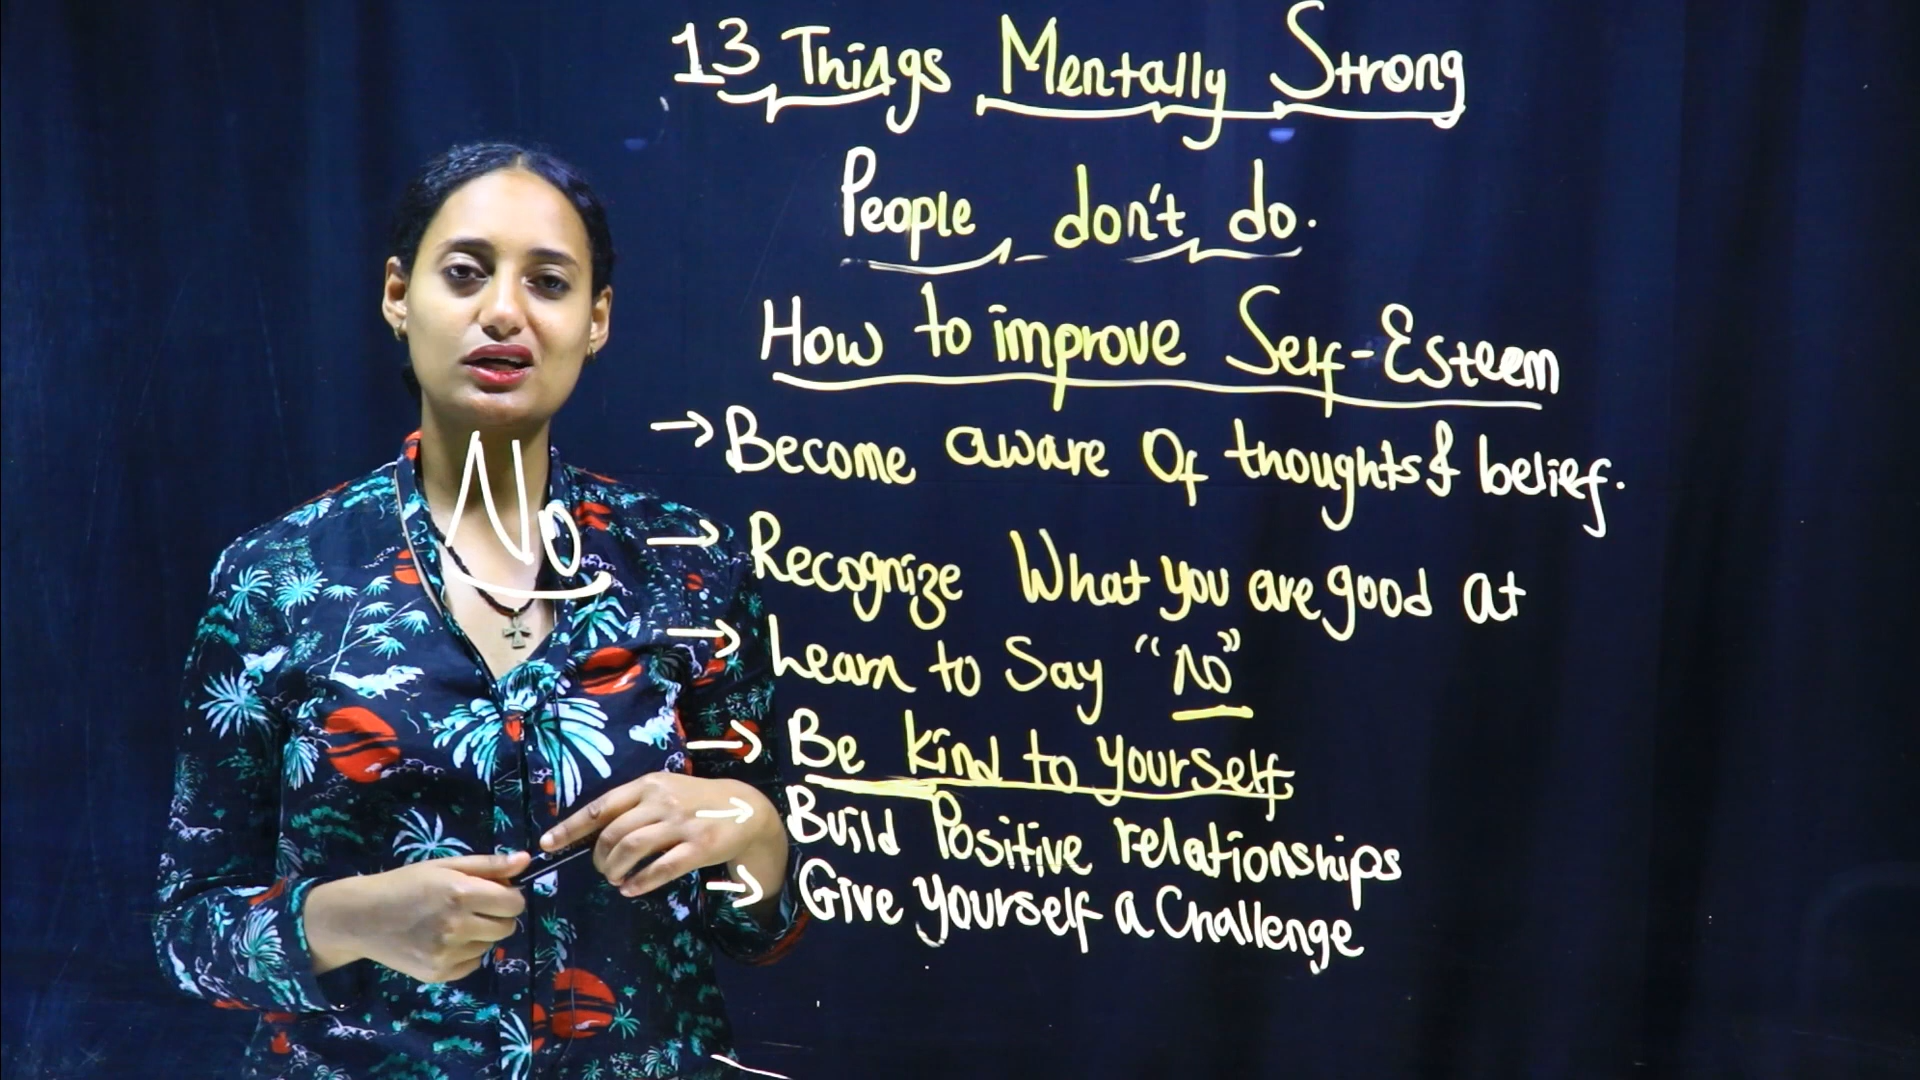 13 Things Mentally Strong
People don't do.
How to improve Self-Esteem
→ Become aware of thoughts & belief.
No
→ Recognize What you are good at
→ Learn to Say "No"
→ Be kind to yourself
→ Build Positive relationships
→ Give yourself a Challenge